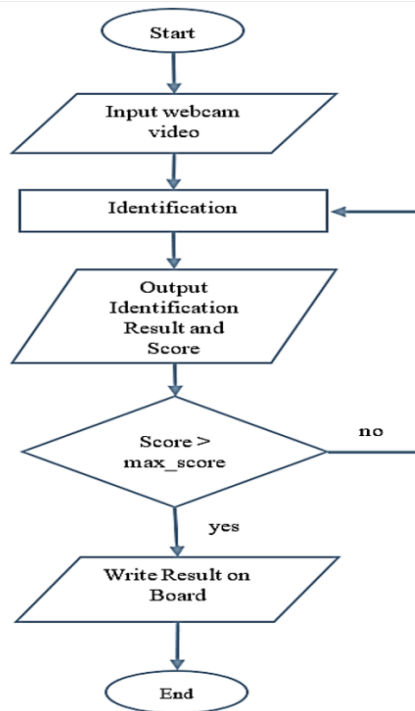 Start
Input webcam
video
Identification
Output
Identification
Result and
Score
Score >
max_score
no
yes
Write Result on
Board
End